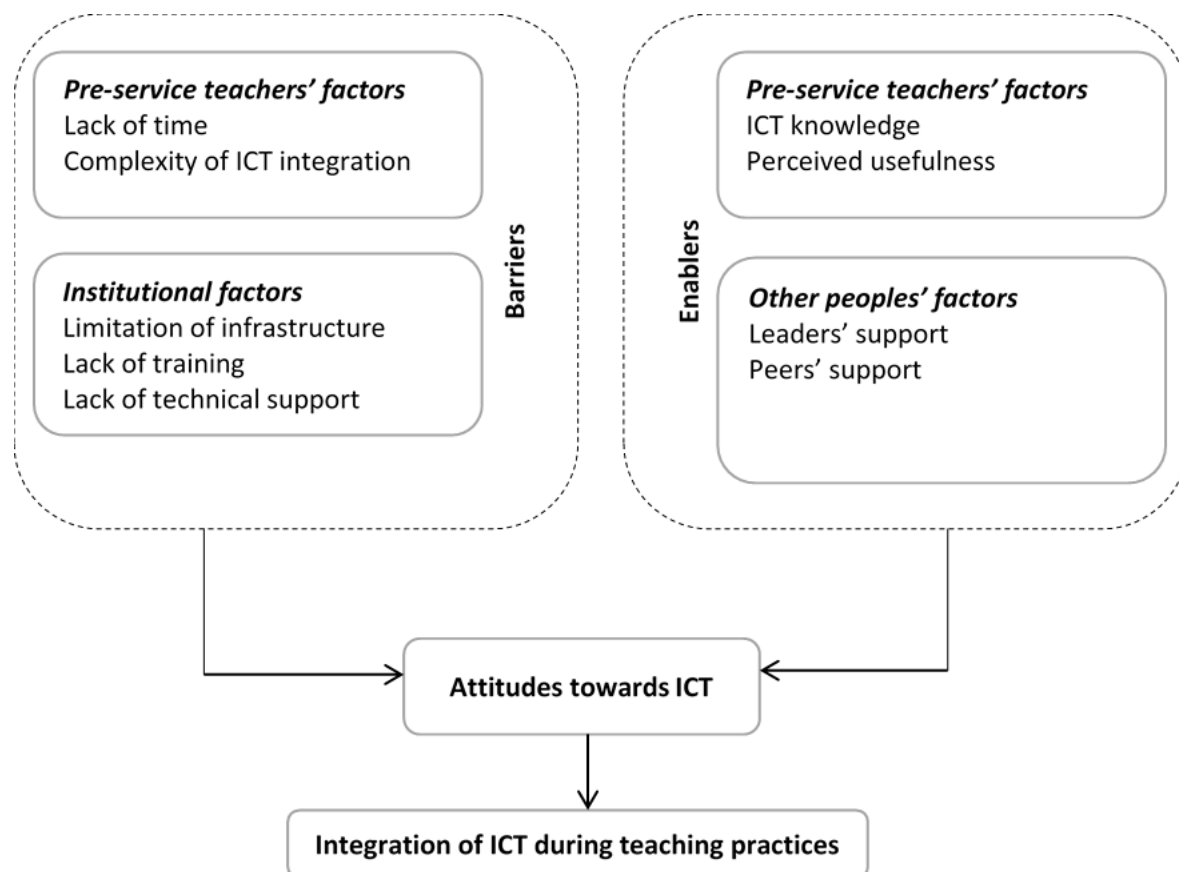 Pre-service teachers’ factors
Lack of time
Complexity of ICT integration
Institutional factors
Limitation of infrastructure
Lack of training
Lack of technical support
Barriers
Enablers
Pre-service teachers’ factors
ICT knowledge
Perceived usefulness
Other peoples’ factors
Leaders’ support
Peers’ support
Attitudes towards ICT
Integration of ICT during teaching practices